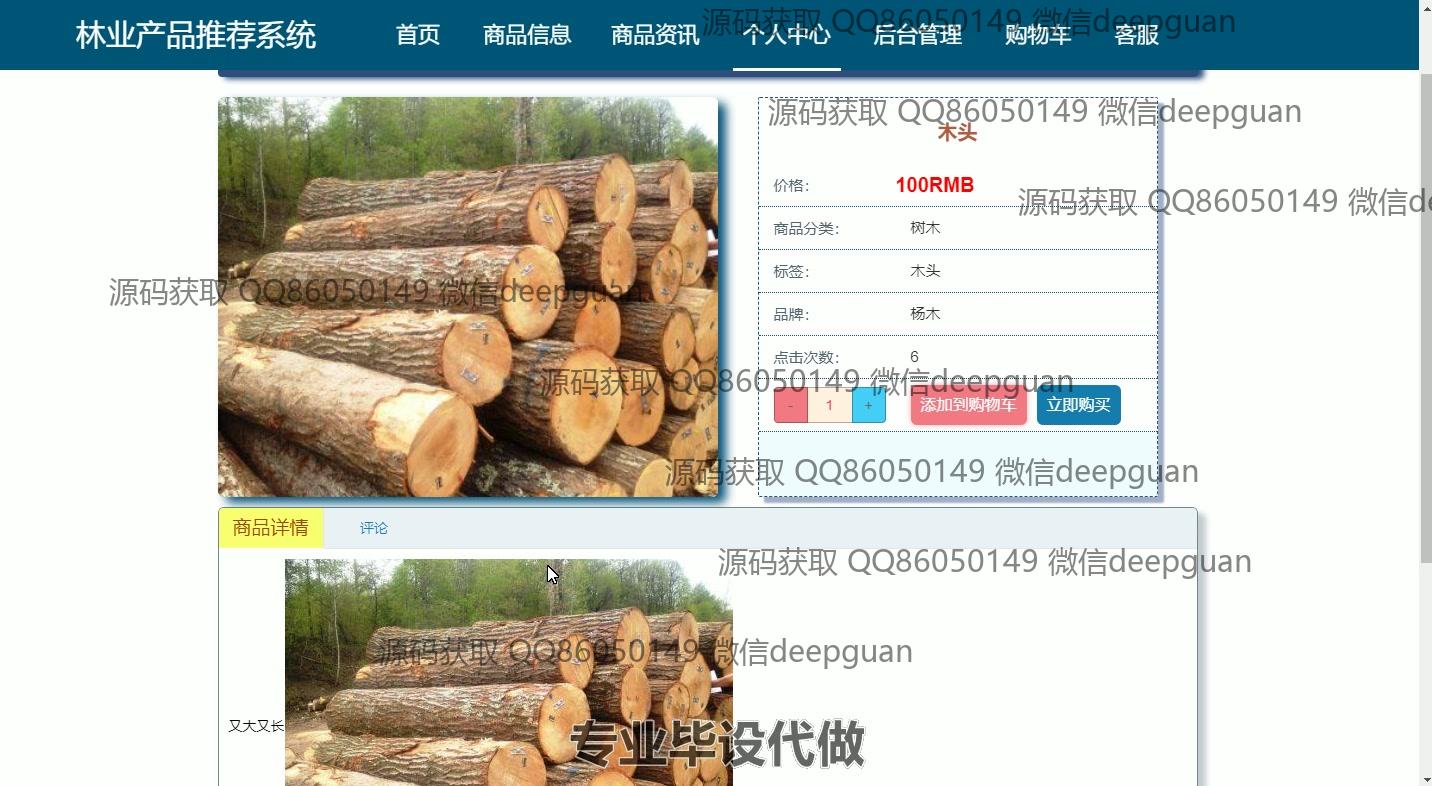 林业产品推荐系统 首页 商品信息 商品资讯 个人中心 后台管理 购物车 客服
源码获取 QQ86050149 微信deepguan
源码获取 QQ86050149 微信deepguan
木头
价格: 100RMB
源码获取 QQ86050149 微信de
商品分类: 树木
标签: 木头
源码获取 QQ86050149 微信deepguan
品牌: 杨木
点击次数: 6
源码获取 QQ86050149 微信deepguan
- 1 + 添加到购物车 立即购买
源码获取 QQ86050149 微信deepguan
商品详情 评论
源码获取 QQ86050149 微信deepguan
源码获取 QQ86050149 微信deepguan
又大又长
专业毕设代做